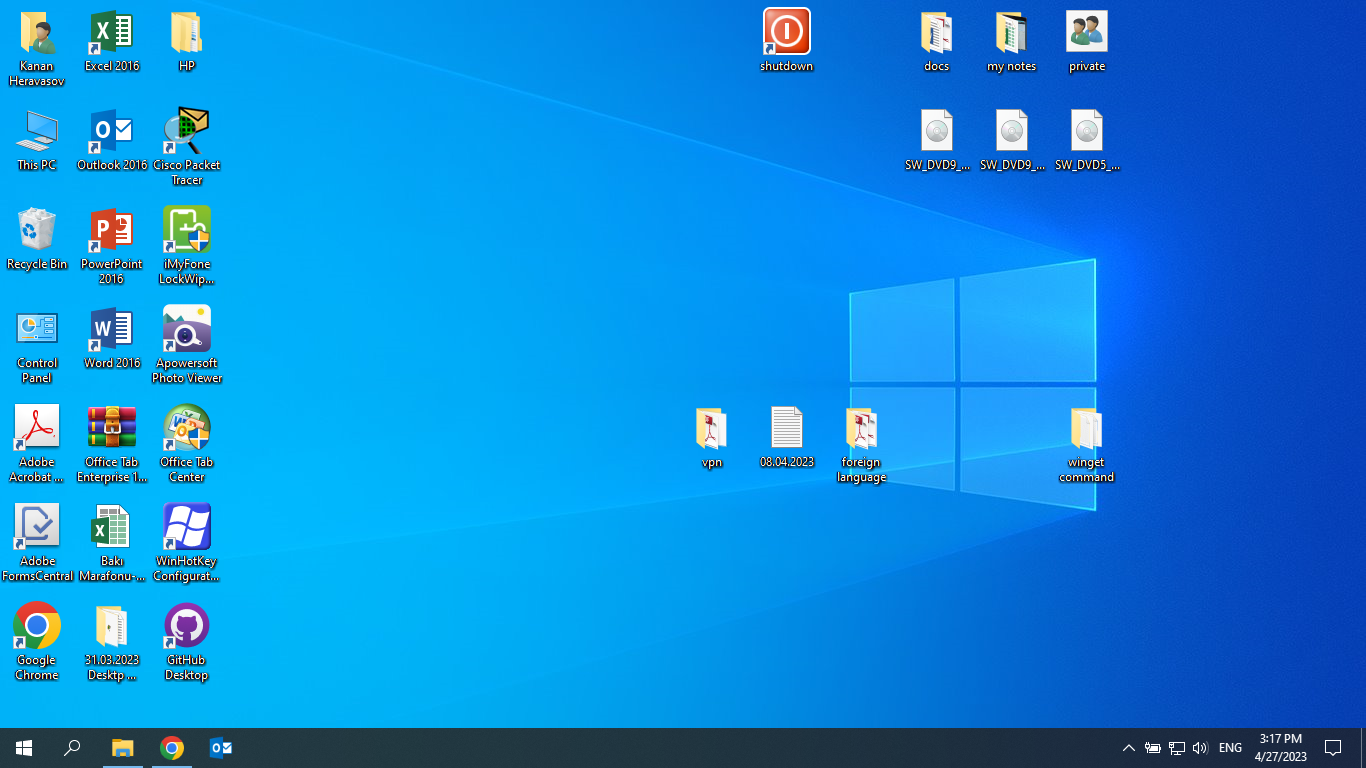 Kanan
Heravasov
Excel 2016
HP
shutdown
docs
my notes
private
This PC
Outlook 2016
Cisco Packet
Tracer
SW_DVD9_...
SW_DVD9_...
SW_DVD5_...
Recycle Bin
PowerPoint
2016
iMyFone
LockWip...
Control
Panel
Word 2016
Apowersoft
Photo Viewer
Adobe
Acrobat ...
Office Tab
Enterprise 1...
Office Tab
Center
vpn
08.04.2023
foreign
language
winget
command
Adobe
FormsCentral
Bakı
Marafonu-...
WinHotKey
Configurat...
Google
Chrome
31.03.2023
Desktp ...
GitHub
Desktop
ENG
3:17 PM
4/27/2023